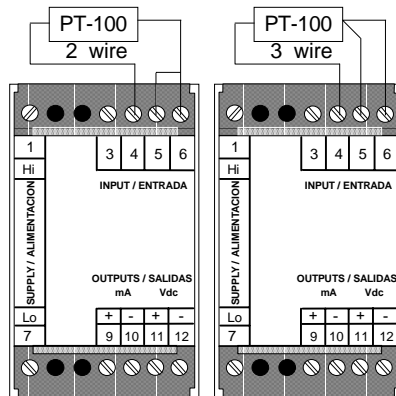 PT-100
2 wire
1
3 4 5 6
Hi
INPUT / ENTRADA
SUPPLY / ALIMENTACION
OUTPUTS / SALIDAS
mA Vdc
Lo
+ - + -
7
9 10 11 12
PT-100
3 wire
1
3 4 5 6
Hi
INPUT / ENTRADA
SUPPLY / ALIMENTACION
OUTPUTS / SALIDAS
mA Vdc
Lo
+ - + -
7
9 10 11 12